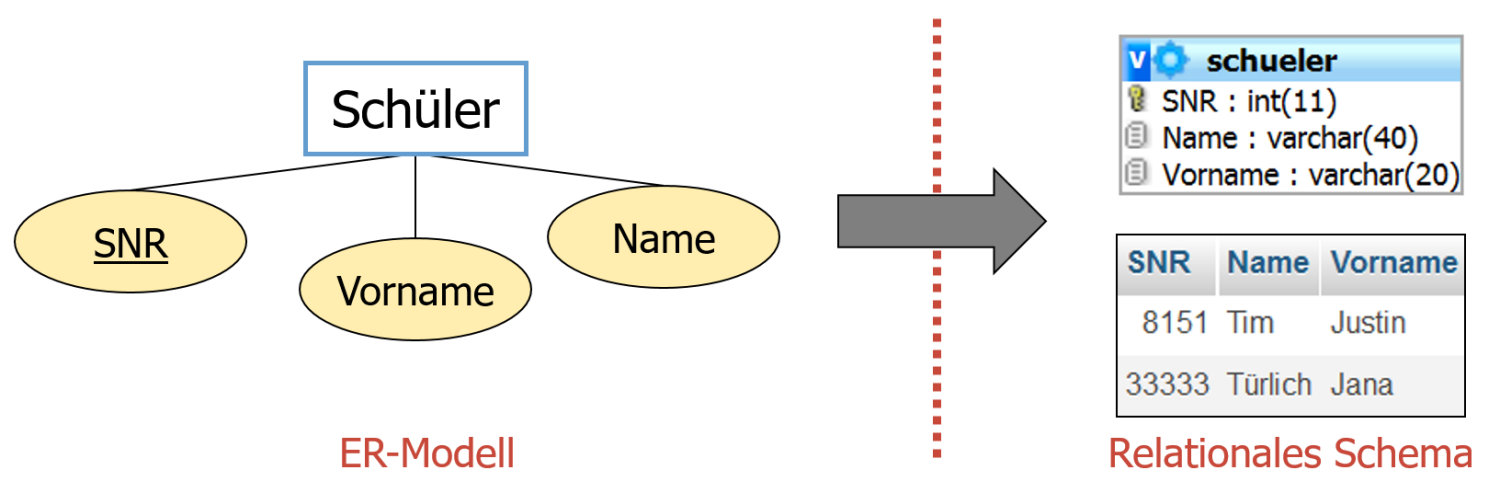 Schüler
SNR
Vorname
Name
ER-Modell
v schueler
SNR : int(11)
Name : varchar(40)
Vorname : varchar(20)
SNR Name Vorname
8151 Tim Justin
33333 Türlich Jana
Relationales Schema